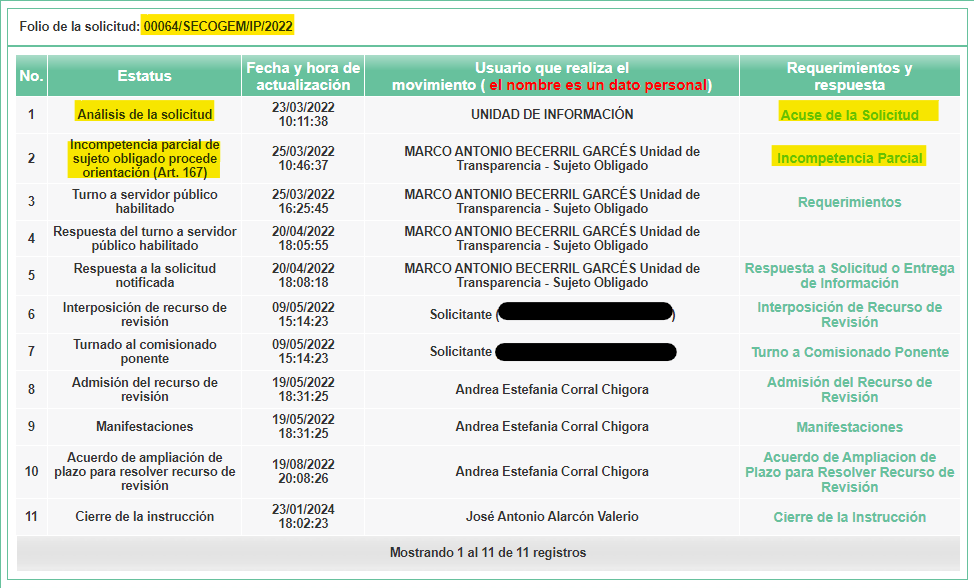 Folio de la solicitud: 00064/SECOGEM/IP/2022
No. Estatus Fecha y hora de actualización Usuario que realiza el movimiento ( el nombre es un dato personal) Requerimientos y respuesta
1 Análisis de la solicitud 23/03/2022 10:11:38 UNIDAD DE INFORMACIÓN Acuse de la Solicitud
2 Incompetencia parcial de sujeto obligado procede orientación (Art. 167) 25/03/2022 10:46:37 MARCO ANTONIO BECERRIL GARCÉS Unidad de Transparencia - Sujeto Obligado Incompetencia Parcial
3 Turno a servidor público habilitado 25/03/2022 16:25:45 MARCO ANTONIO BECERRIL GARCÉS Unidad de Transparencia - Sujeto Obligado Requerimientos
4 Respuesta del turno a servidor público habilitado 20/04/2022 18:05:55 MARCO ANTONIO BECERRIL GARCÉS Unidad de Transparencia - Sujeto Obligado
5 Respuesta a la solicitud notificada 20/04/2022 18:08:18 MARCO ANTONIO BECERRIL GARCÉS Unidad de Transparencia - Sujeto Obligado Respuesta a Solicitud o Entrega de Información
6 Interposición de recurso de revisión 09/05/2022 15:14:23 Solicitante ( ) Interposición de Recurso de Revisión
7 Turnado al comisionado ponente 09/05/2022 15:14:23 Solicitante Turno a Comisionado Ponente
8 Admisión del recurso de revisión 19/05/2022 18:31:25 Andrea Estefania Corral Chigora Admisión del Recurso de Revisión
9 Manifestaciones 19/05/2022 18:31:25 Andrea Estefania Corral Chigora Manifestaciones
10 Acuerdo de ampliación de plazo para resolver recurso de revisión 19/08/2022 20:08:26 Andrea Estefania Corral Chigora Acuerdo de Ampliacion de Plazo para Resolver Recurso de Revisión
11 Cierre de la instrucción 23/01/2024 18:02:23 José Antonio Alarcón Valerio Cierre de la Instrucción
Mostrando 1 al 11 de 11 registros